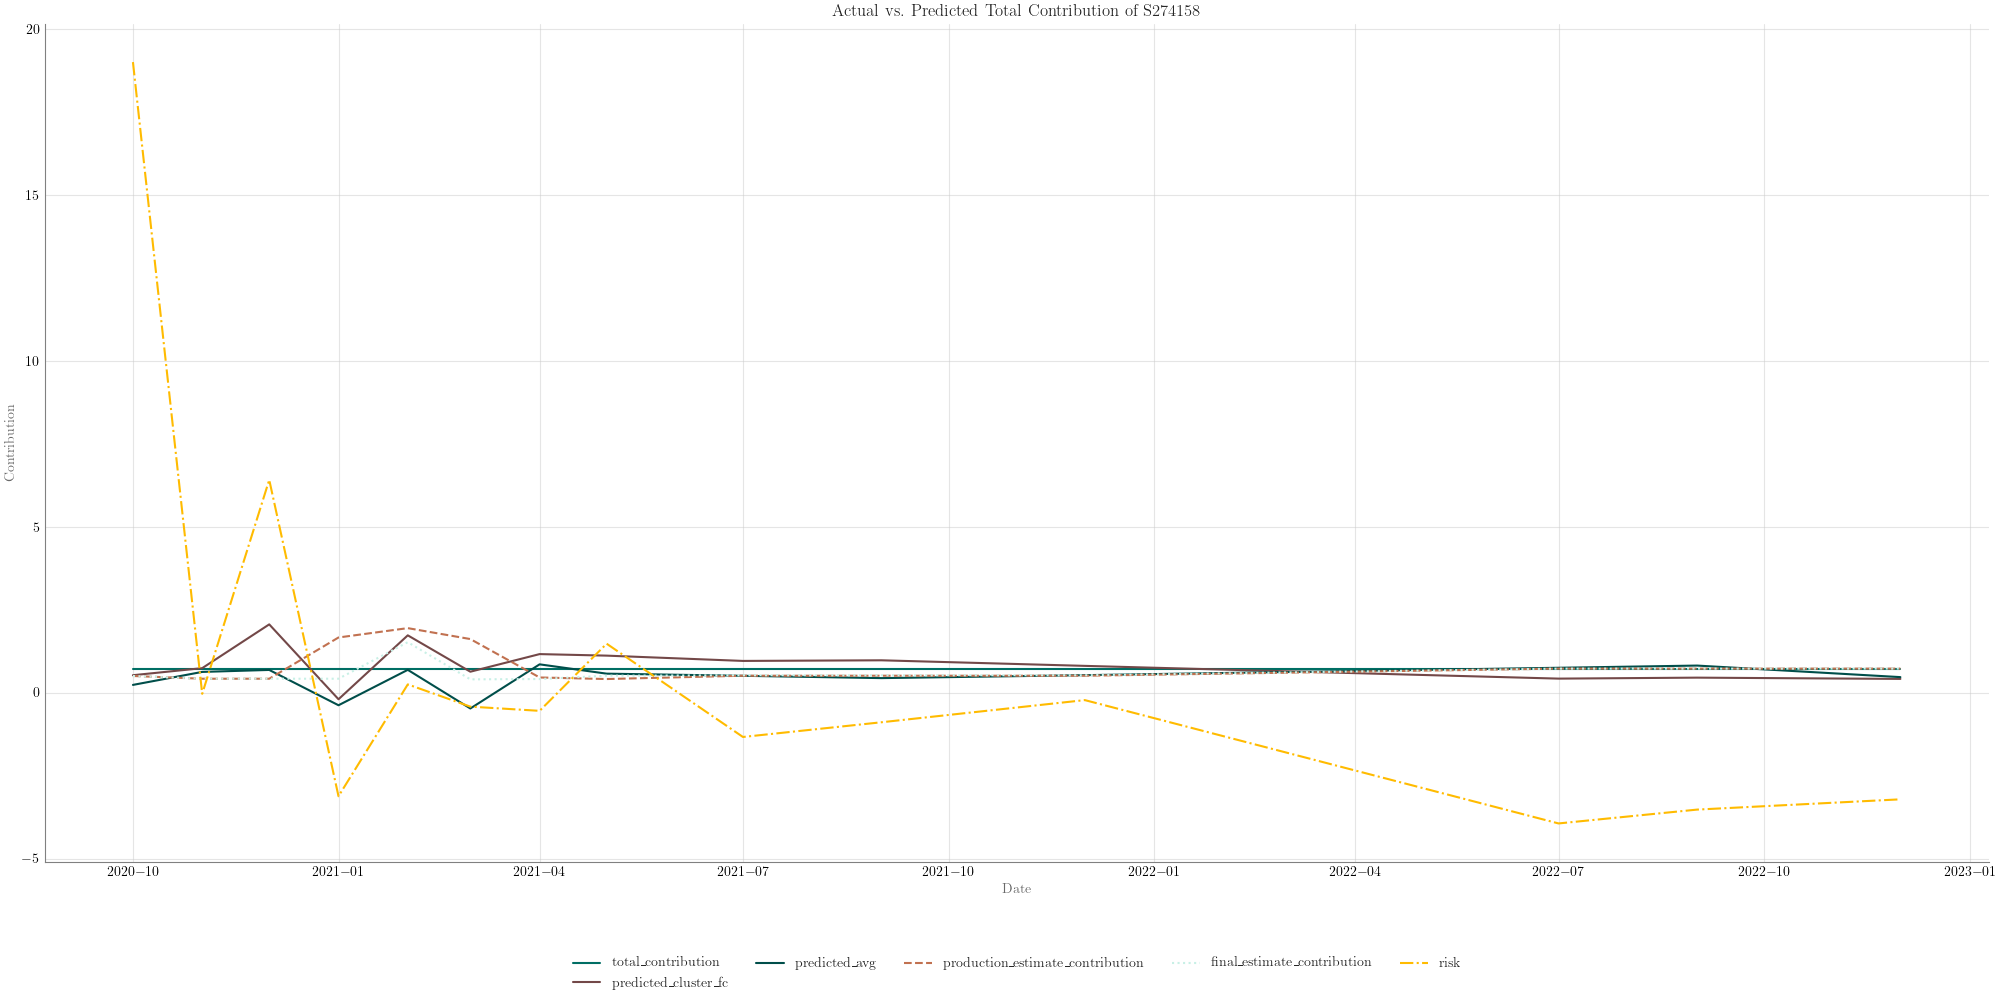 Actual vs. Predicted Total Contribution of S274158
20
15
10
5
0
−5
Contribution
2020−10 2021−01 2021−04 2021−07 2021−10 2022−01 2022−04 2022−07 2022−10 2023−01
Date
total_contribution predicted_avg production_estimate_contribution final_estimate_contribution risk
predicted_cluster_fc